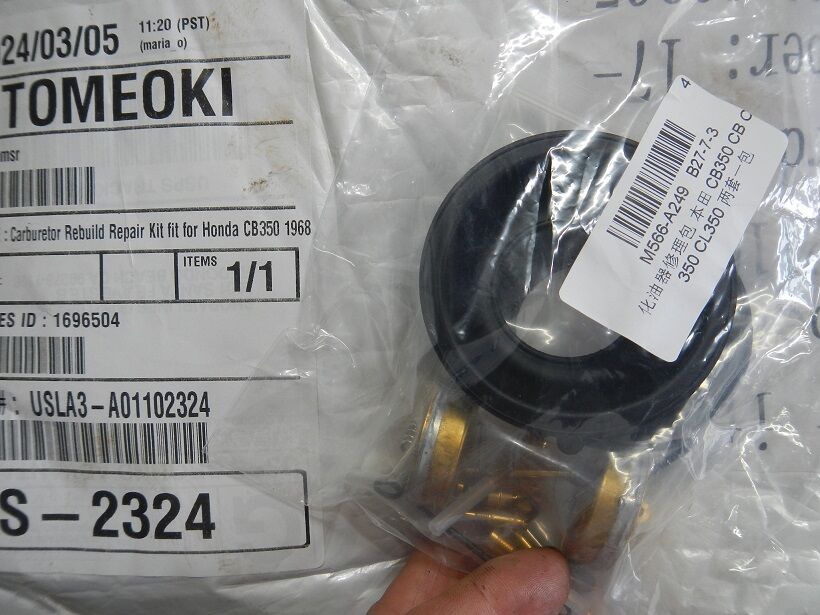 24/03/05
11:20 (PST)
(maria_o)
TOMEOKI
msr
: Carburetor Rebuild Repair Kit fit for Honda CB350 1968
ITEMS
1/1
ES ID : 1696504
#: USLA3-A01102324
S-2324
4
M566-A249 B27-7-3
化油器修理包 本田 CB350 CB C
350 CL350 两套一包